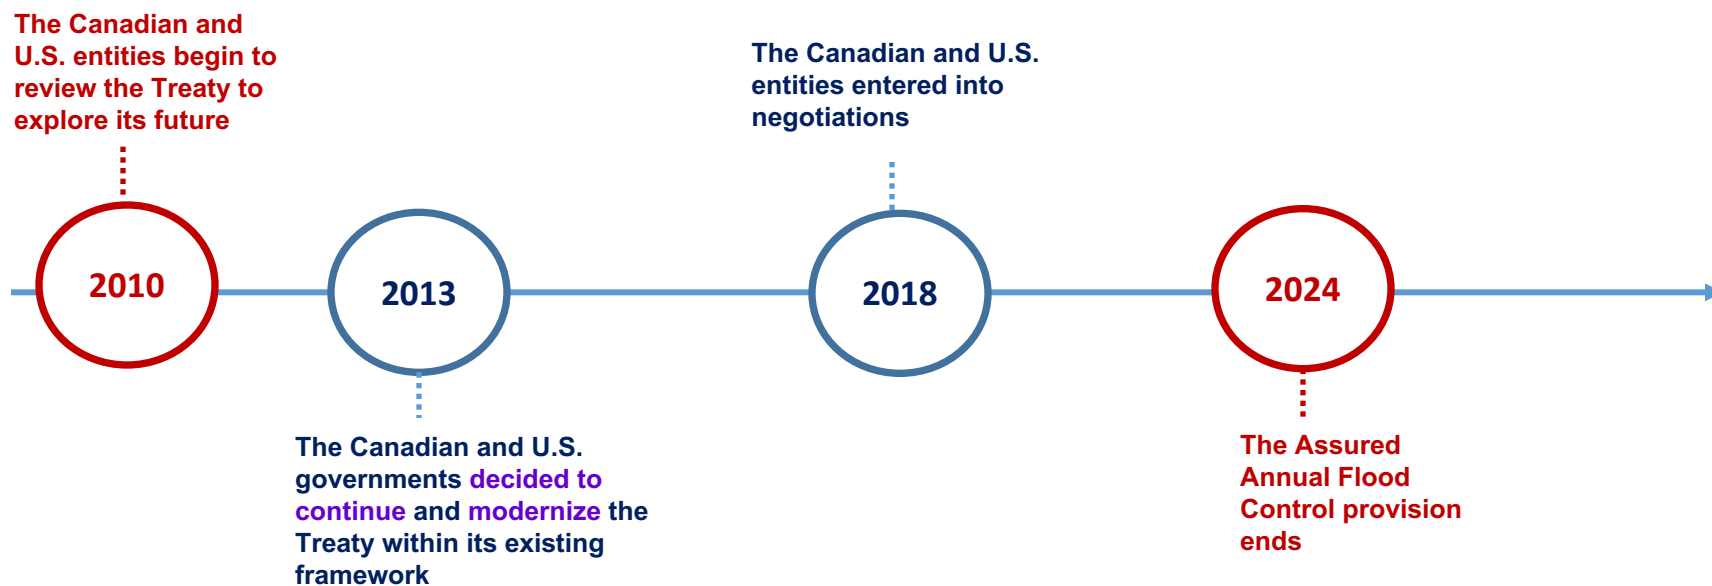 The Canadian and
U.S. entities begin to
review the Treaty to
explore its future
The Canadian and U.S.
entities entered into
negotiations
2010
2013
2018
2024
The Canadian and U.S.
governments decided to
continue and modernize the
Treaty within its existing
framework
The Assured
Annual Flood
Control provision
ends